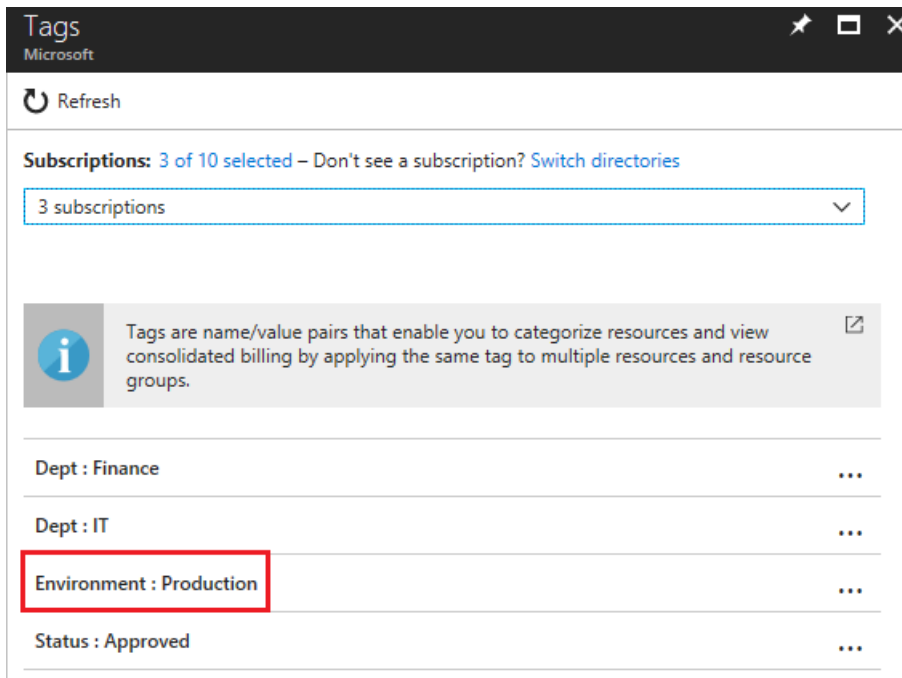 Tags
Microsoft
Refresh
Subscriptions: 3 of 10 selected – Don't see a subscription? Switch directories
3 subscriptions
Tags are name/value pairs that enable you to categorize resources and view
consolidated billing by applying the same tag to multiple resources and resource
groups.
Dept : Finance
Dept : IT
Environment : Production
Status : Approved